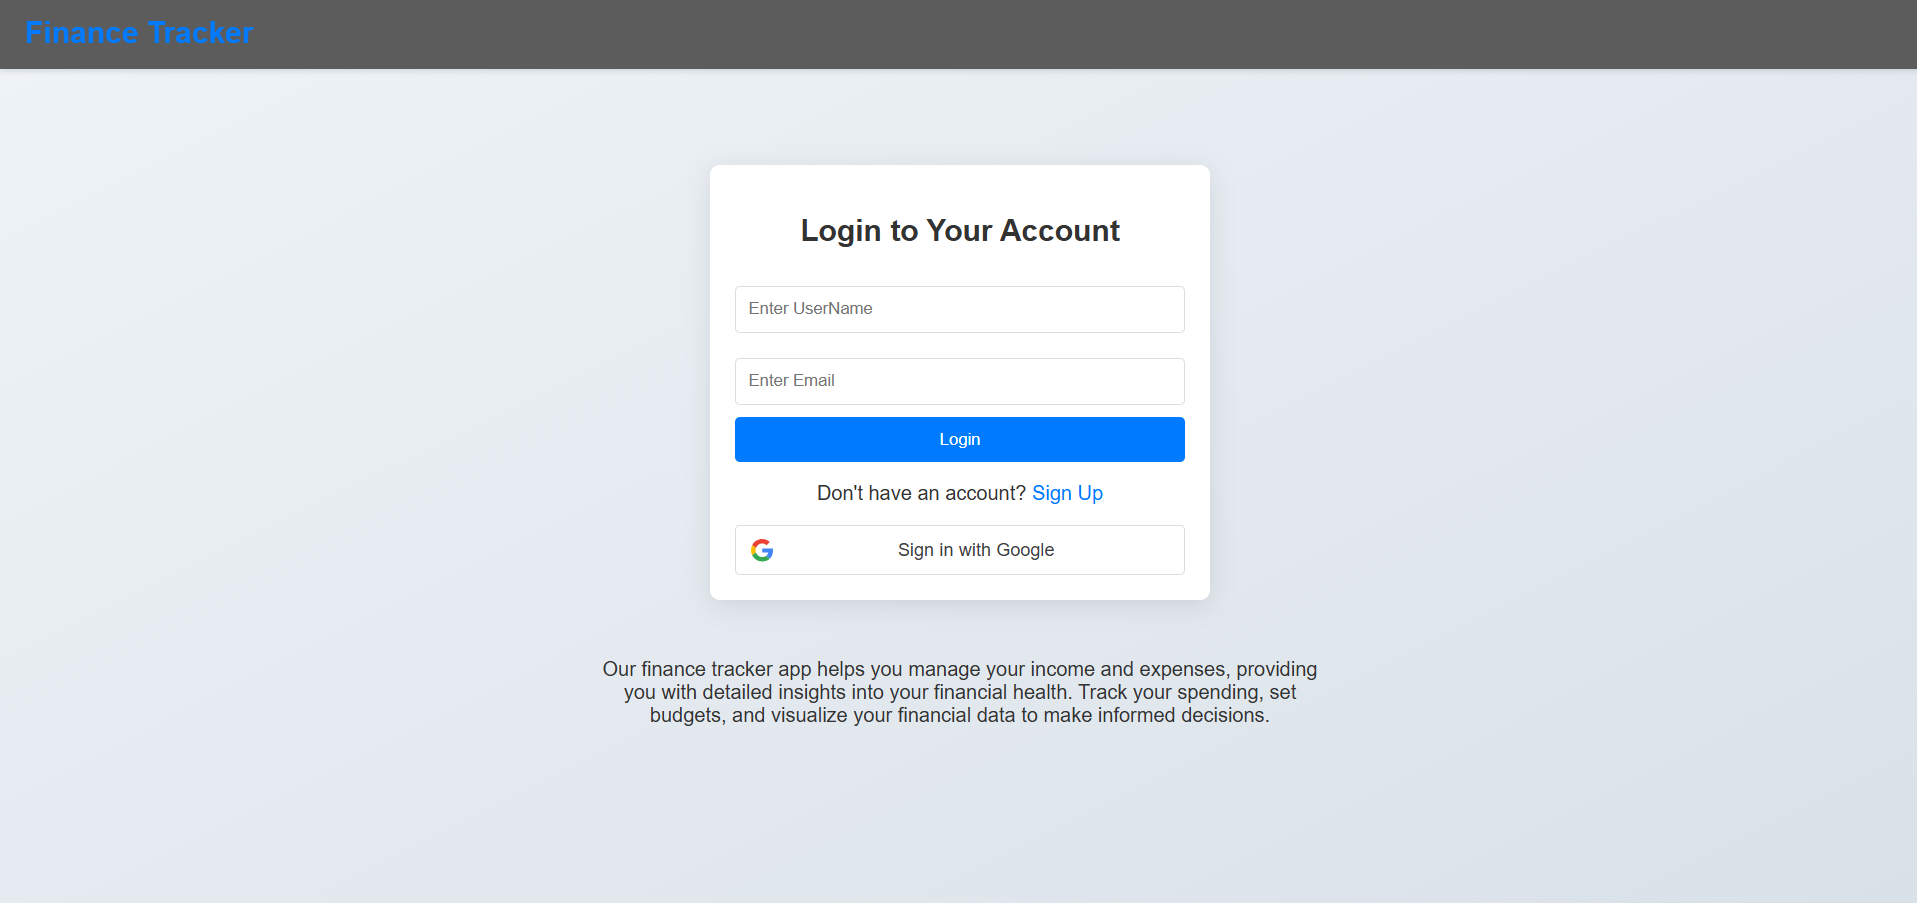 Finance Tracker
Login to Your Account
Enter UserName
Enter Email
Login
Don't have an account? Sign Up
Sign in with Google
Our finance tracker app helps you manage your income and expenses, providing
you with detailed insights into your financial health. Track your spending, set
budgets, and visualize your financial data to make informed decisions.